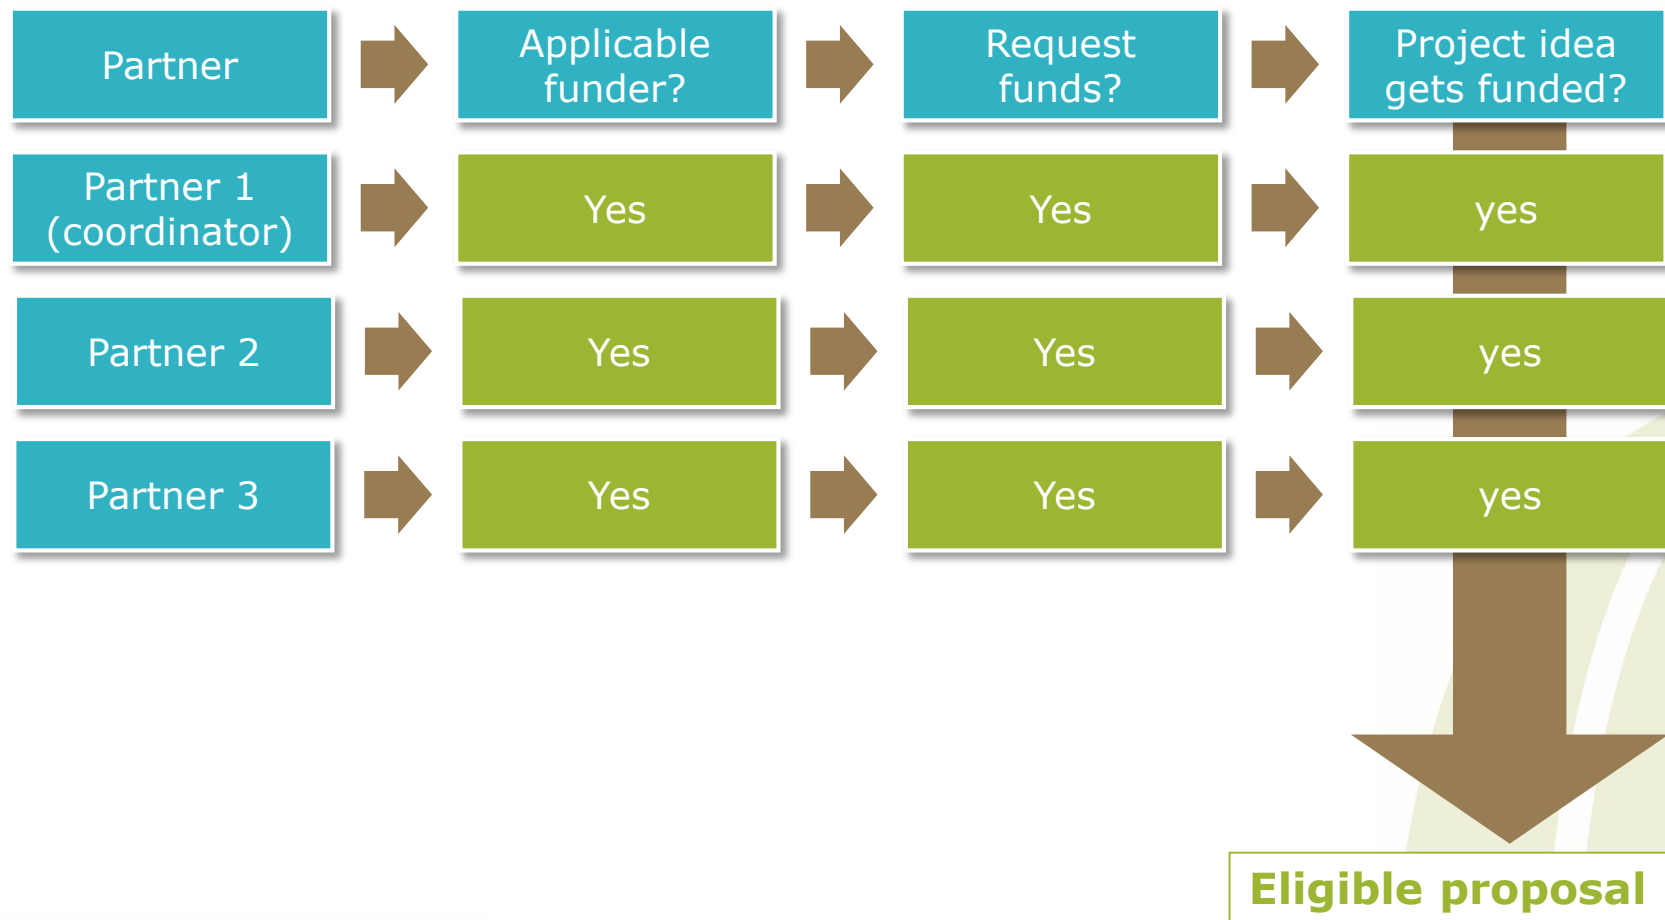 Partner
Applicable
funder?
Request
funds?
Project idea
gets funded?
Partner 1
(coordinator)
Yes
Yes
yes
Partner 2
Yes
Yes
yes
Partner 3
Yes
Yes
yes
Eligible proposal